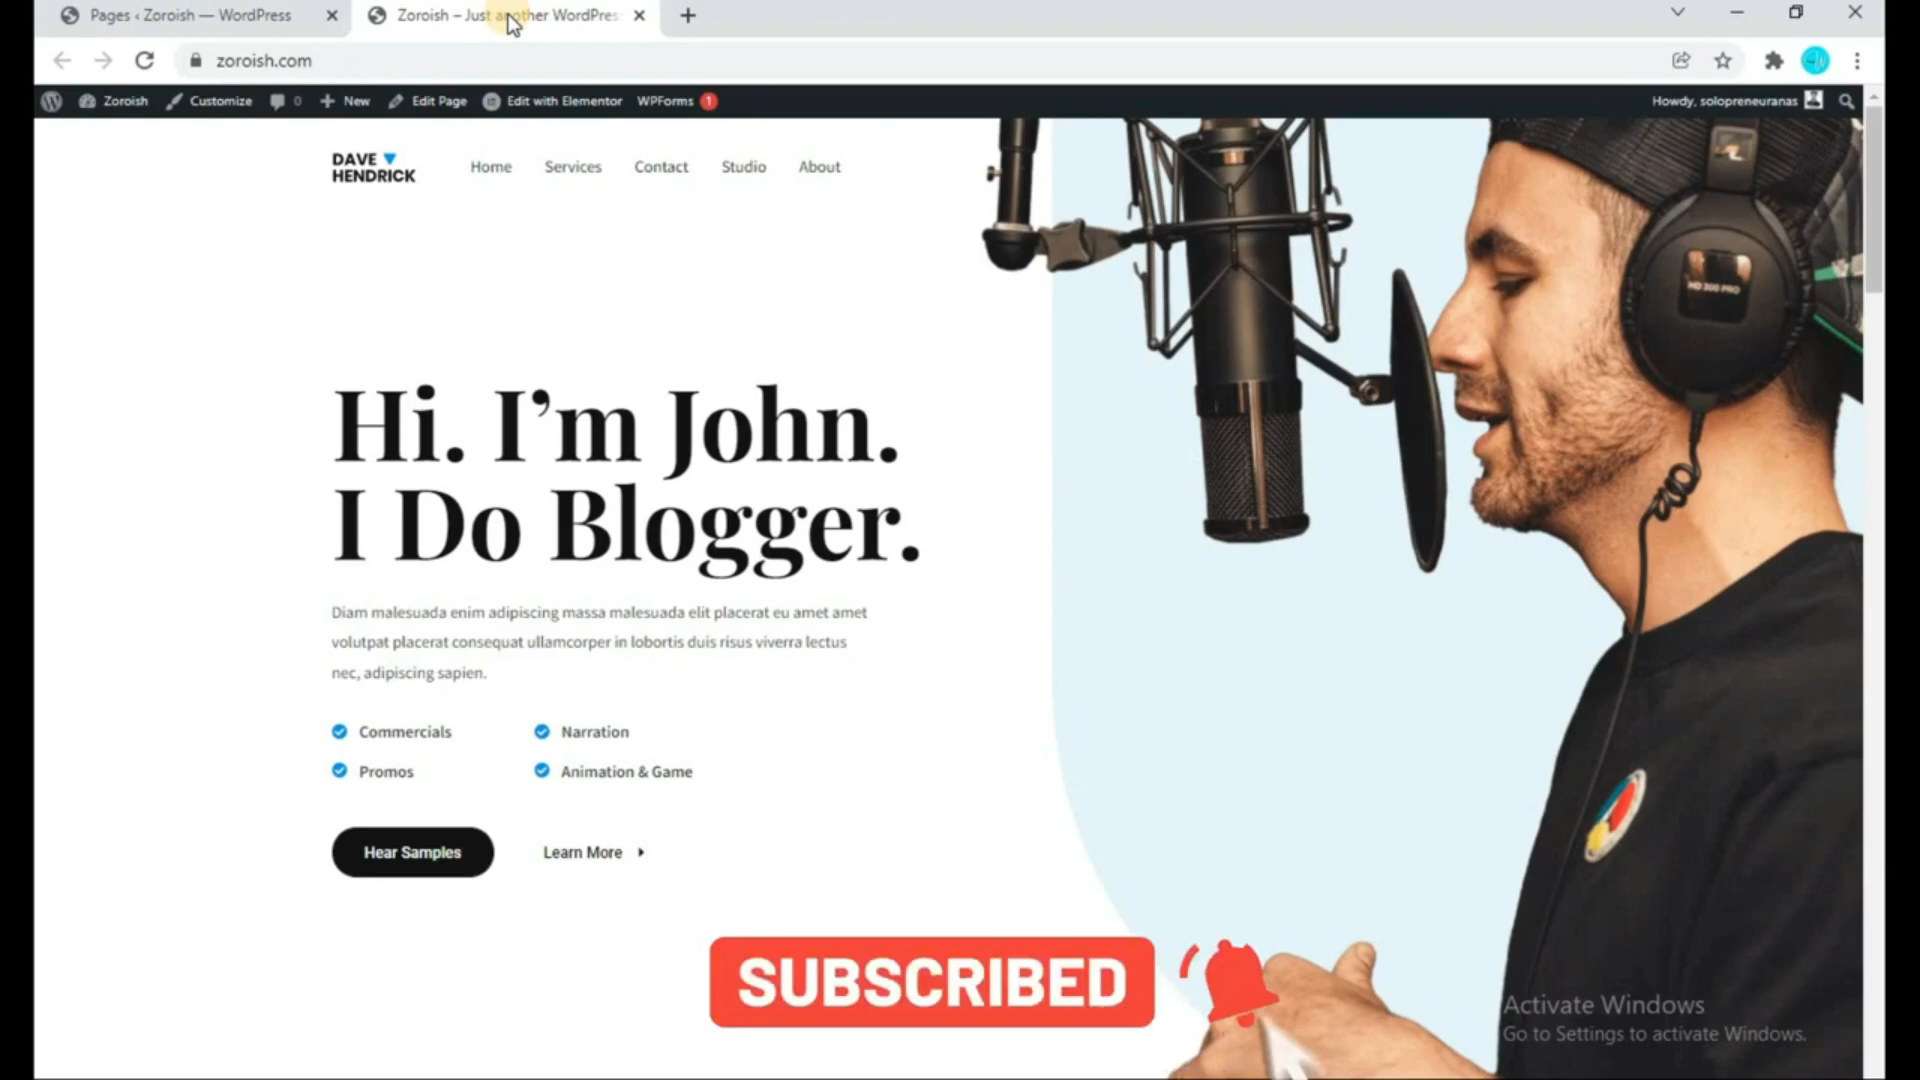 Pages ‹ Zoroish — WordPress
Zoroish – Just another WordPres
zoroish.com
Zoroish Customize 0 New Edit Page Edit with Elementor WPForms 1 Howdy, solopreneuranas
DAVE
HENDRICK
Home Services Contact Studio About
HD 300 PRO
Hi. I’m John.
I Do Blogger.
Diam malesuada enim adipiscing massa malesuada elit placerat eu amet amet
volutpat placerat consequat ullamcorper in lobortis duis risus viverra lectus
nec, adipiscing sapien.
Commercials Narration
Promos Animation & Game
Hear Samples Learn More
SUBSCRIBED
Activate Windows
Go to Settings to activate Windows.